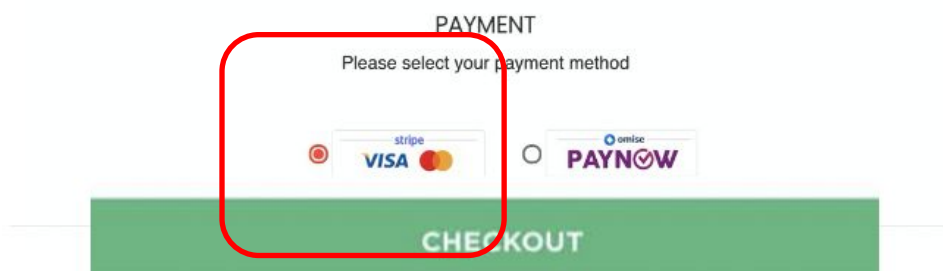 PAYMENT
Please select your payment method
stripe
VISA
omise
PAYNOW
CHECKOUT